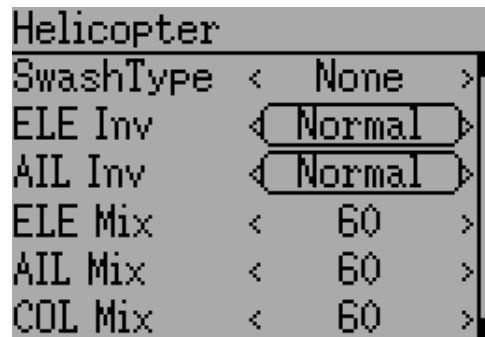 Helicopter
SwashType < None >
ELE Inv < Normal >
AIL Inv < Normal >
ELE Mix < 60 >
AIL Mix < 60 >
COL Mix < 60 >